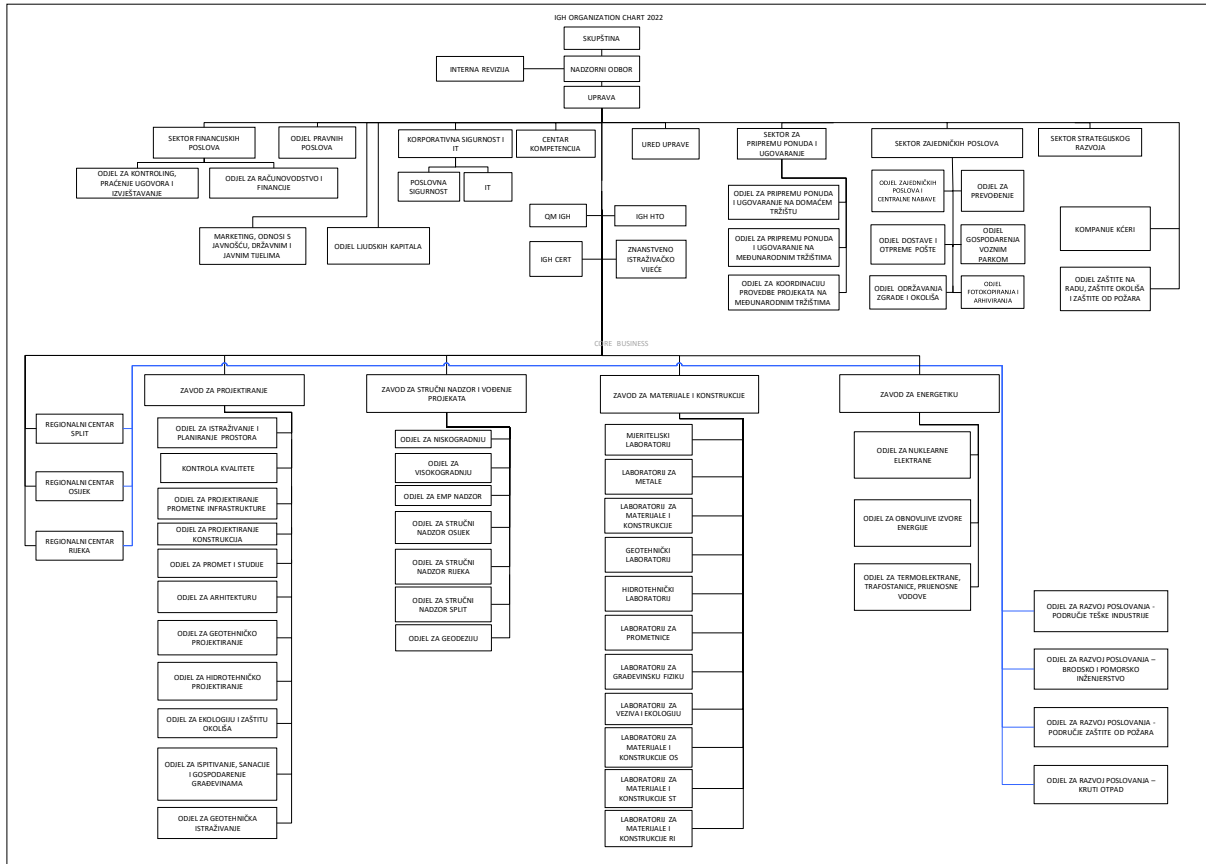 IGH ORGANIZATION CHART 2022
SKUPŠTINA
INTERNA REVIZIJA
NADZORNI ODBOR
UPRAVA
SEKTOR FINANCIJSKIH
POSLOVA
ODJEL PRAVNIH
POSLOVA
KORPORATIVNA SIGURNOST I
IT
CENTAR
KOMPETENCIJA
URED UPRAVE
SEKTOR ZA
PRIPREMU PONUDA I
UGOVARANJE
SEKTOR ZAJEDNIČKIH POSLOVA
SEKTOR STRATEGIJSKOG
RAZVOJA
ODJEL ZA KONTROLING,
PRAĆENJE UGOVORA I
IZVJEŠTAVANJE
ODJEL ZA RAČUNOVODSTVO I
FINANCIJE
POSLOVNA
SIGURNOST
IT
MARKETING, ODNOSI S
JAVNOŠĆU, DRŽAVNIM I
JAVNIM TIJELIMA
ODJEL LJUDSKIH KAPITALA
QM IGH
IGH HTO
IGH CERT
ZNANSTVENO
ISTRAŽIVAČKO
VIJEĆE
ODJEL ZA PRIPREMU PONUDA
I UGOVARANJE NA DOMAĆEM
TRŽIŠTU
ODJEL ZA PRIPREMU PONUDA
I UGOVARANJE NA
MEĐUNARODNIM TRŽIŠTIMA
ODJEL ZA KOORDINACIJU
PROVEDBE PROJEKATA NA
MEĐUNARODNIM TRŽIŠTIMA
ODJEL ZAJEDNIČKIH
POSLOVA I
CENTRALNE NABAVE
ODJEL ZA
PREVOĐENJE
ODJEL DOSTAVE I
OTPREME POŠTE
ODJEL
GOSPODARENJA
VOZNIM
PARKOM
ODJEL ODRŽAVANJA
ZGRADE I OKOLIŠA
ODJEL
FOTOKOPIRANJA I
ARHIVIRANJA
KOMPANIJE KĆERI
ODJEL ZAŠTITE NA
RADU, ZAŠTITE OKOLIŠA
I ZAŠTITE OD POŽARA
CORE BUSINESS
REGIONALNI CENTAR
SPLIT
REGIONALNI CENTAR
OSIJEK
REGIONALNI CENTAR
RIJEKA
ZAVOD ZA PROJEKTIRANJE
ODJEL ZA ISTRAŽIVANJE I
PLANIRANJE PROSTORA
KONTROLA KVALITETE
ODJEL ZA PROJEKTIRANJE
PROMETNE INFRASTRUKTURE
ODJEL ZA PROJEKTIRANJE
KONSTRUKCIJA
ODJEL ZA PROMET I STUDIJE
ODJEL ZA ARHITEKTURU
ODJEL ZA GEOTEHNIČKO
PROJEKTIRANJE
ODJEL ZA HIDROTEHNIČKO
PROJEKTIRANJE
ODJEL ZA EKOLOGIJU I ZAŠTITU
OKOLIŠA
ODJEL ZA ISPITIVANJE, SANACIJE
I GOSPODARENJE
GRAĐEVINAMA
ODJEL ZA GEOTEHNIČKA
ISTRAŽIVANJE
ZAVOD ZA STRUČNI NADZOR I VOĐENJE
PROJEKATA
ODJEL ZA NISKOGRADNJU
ODJEL ZA
VISOKOGRADNJU
ODJEL ZA EMP NADZOR
ODJEL ZA STRUČNI
NADZOR OSIJEK
ODJEL ZA STRUČNI
NADZOR RIJEKA
ODJEL ZA STRUČNI
NADZOR SPLIT
ODJEL ZA GEODEZIJU
ZAVOD ZA MATERIJALE I KONSTRUKCIJE
MJERITELJSKI
LABORATORIJ
LABORATORIJ ZA
METALE
LABORATORIJ ZA
MATERIJALE I
KONSTRUKCIJE
GEOTEHNIČKI
LABORATORIJ
HIDROTEHNIČKI
LABORATORIJ
LABORATORIJ ZA
PROMETNICE
LABORATORIJ ZA
GRAĐEVINSKU FIZIKU
LABORATORIJ ZA
VEZIVA I EKOLOGIJU
LABORATORIJ ZA
MATERIJALE I
KONSTRUKCIJE OS
LABORATORIJ ZA
MATERIJALE I
KONSTRUKCIJE ST
LABORATORIJ ZA
MATERIJALE I
KONSTRUKCIJE RI
ZAVOD ZA ENERGETIKU
ODJEL ZA NUKLEARNE
ELEKTRANE
ODJEL ZA OBNOVLJIVE IZVORE
ENERGIJE
ODJEL ZA TERMOELEKTRANE,
TRAFOSTANICE, PRIJENOSNE
VODOVE
ODJEL ZA RAZVOJ POSLOVANJA -
PODRUČJE TEŠKE INDUSTRIJE
ODJEL ZA RAZVOJ POSLOVANJA –
BRODSKO I POMORSKO
INŽENJERSTVO
ODJEL ZA RAZVOJ POSLOVANJA -
PODRUČJE ZAŠTITE OD POŽARA
ODJEL ZA RAZVOJ POSLOVANJA –
KRUTI OTPAD